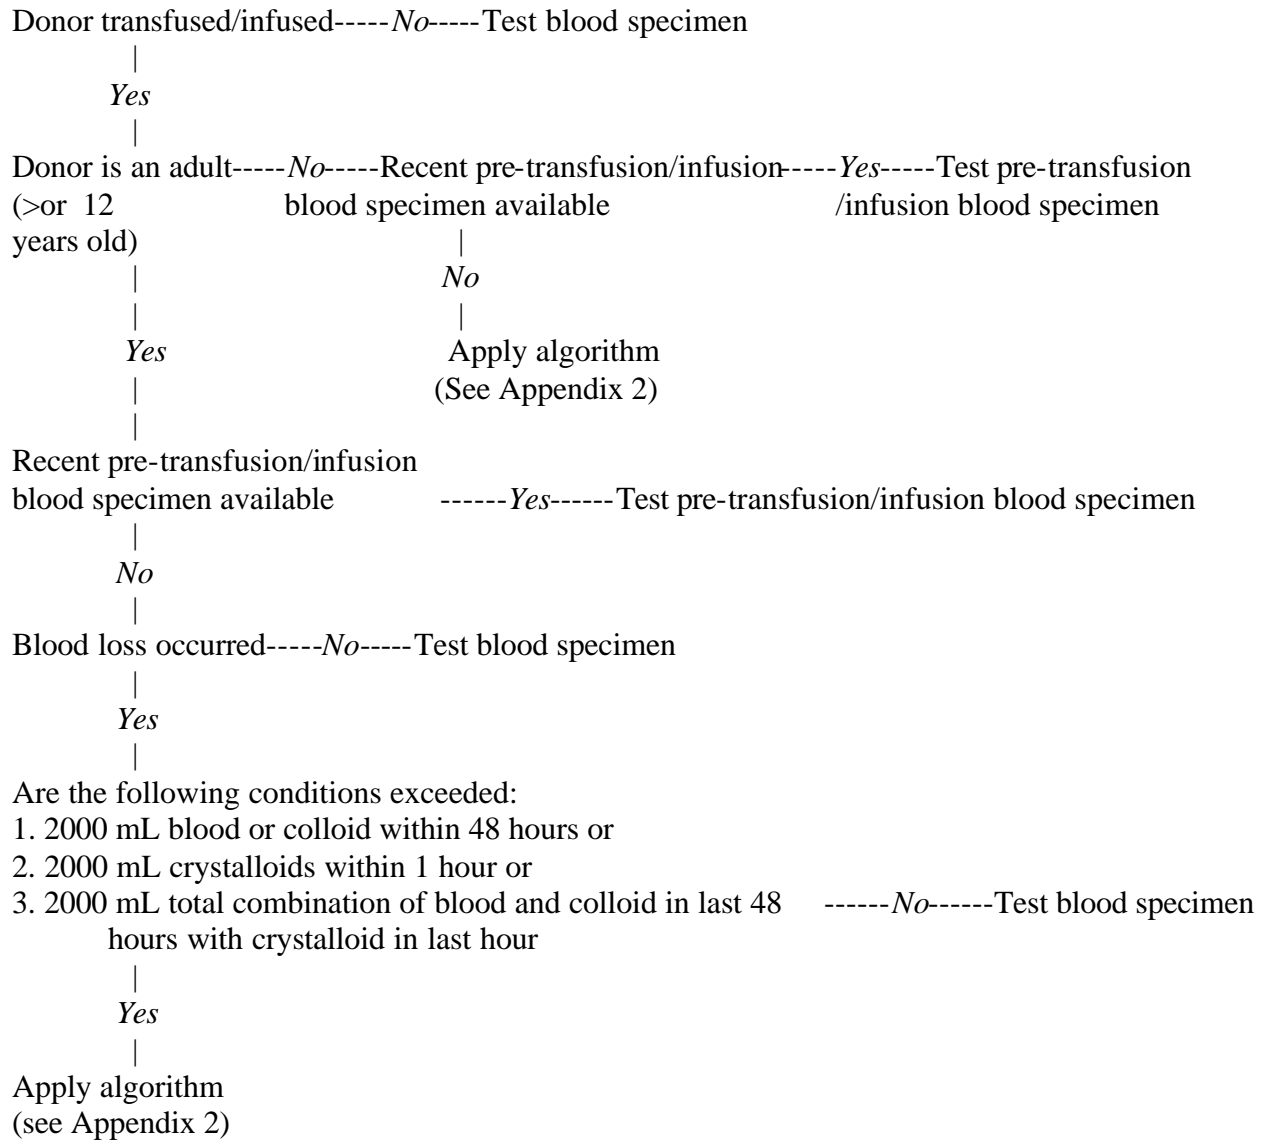 Donor transfused/infused-----No-----Test blood specimen
|
Yes
|
Donor is an adult-----No-----Recent pre-transfusion/infusion-----Yes-----Test pre-transfusion
(>or 12 blood specimen available /infusion blood specimen
years old) |
| No
| |
Yes Apply algorithm
| (See Appendix 2)
|
Recent pre-transfusion/infusion
blood specimen available ------Yes------Test pre-transfusion/infusion blood specimen
|
No
|
Blood loss occurred-----No-----Test blood specimen
|
Yes
|
Are the following conditions exceeded:
1. 2000 mL blood or colloid within 48 hours or
2. 2000 mL crystalloids within 1 hour or
3. 2000 mL total combination of blood and colloid in last 48 ------No------Test blood specimen
hours with crystalloid in last hour
|
Yes
|
Apply algorithm
(see Appendix 2)